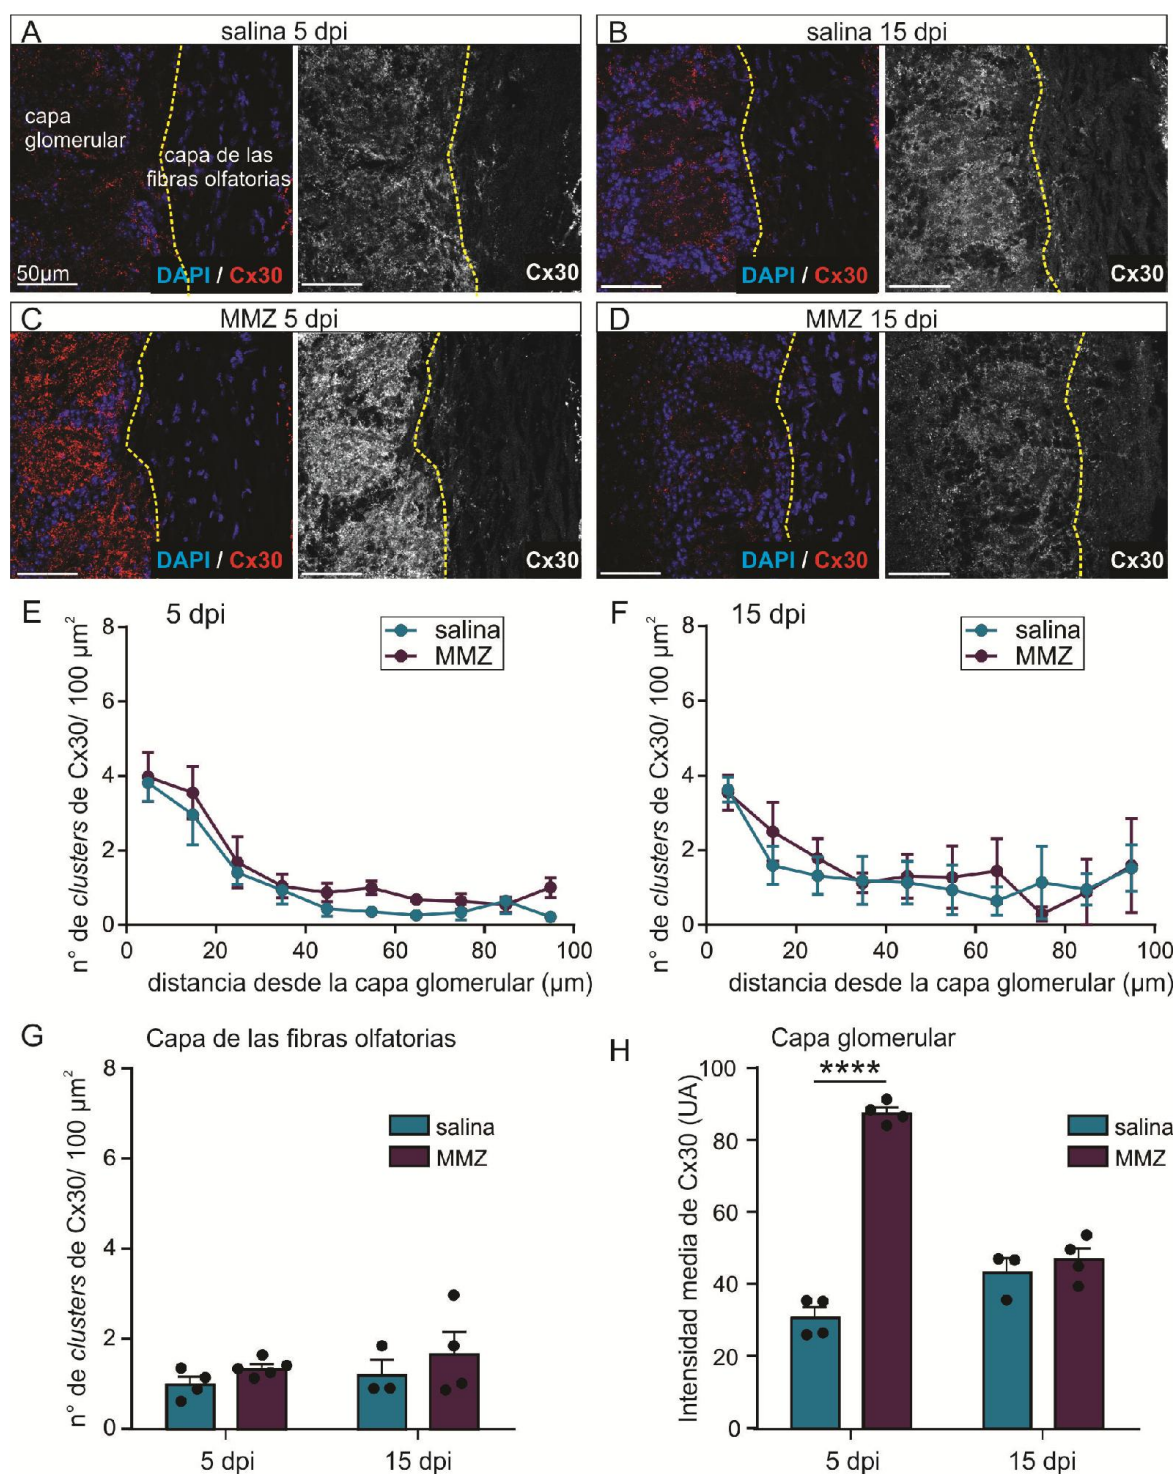 A salina 5 dpi
capa
glomerular
capa de las
fibras olfatorias
50µm
DAPI / Cx30
Cx30
B salina 15 dpi
DAPI / Cx30
Cx30
C MMZ 5 dpi
DAPI / Cx30
Cx30
D MMZ 15 dpi
DAPI / Cx30
Cx30
E 5 dpi
salina
MMZ
n° de clusters de Cx30/ 100 µm²
8
6
4
2
0
0 20 40 60 80 100
distancia desde la capa glomerular (µm)
F 15 dpi
salina
MMZ
n° de clusters de Cx30/ 100 µm²
8
6
4
2
0
0 20 40 60 80 100
distancia desde la capa glomerular (µm)
G Capa de las fibras olfatorias
n° de clusters de Cx30/ 100 µm²
8
6
4
2
0
salina
MMZ
5 dpi 15 dpi
H Capa glomerular
Intensidad media de Cx30 (UA)
100
80
60
40
20
0
****
salina
MMZ
5 dpi 15 dpi